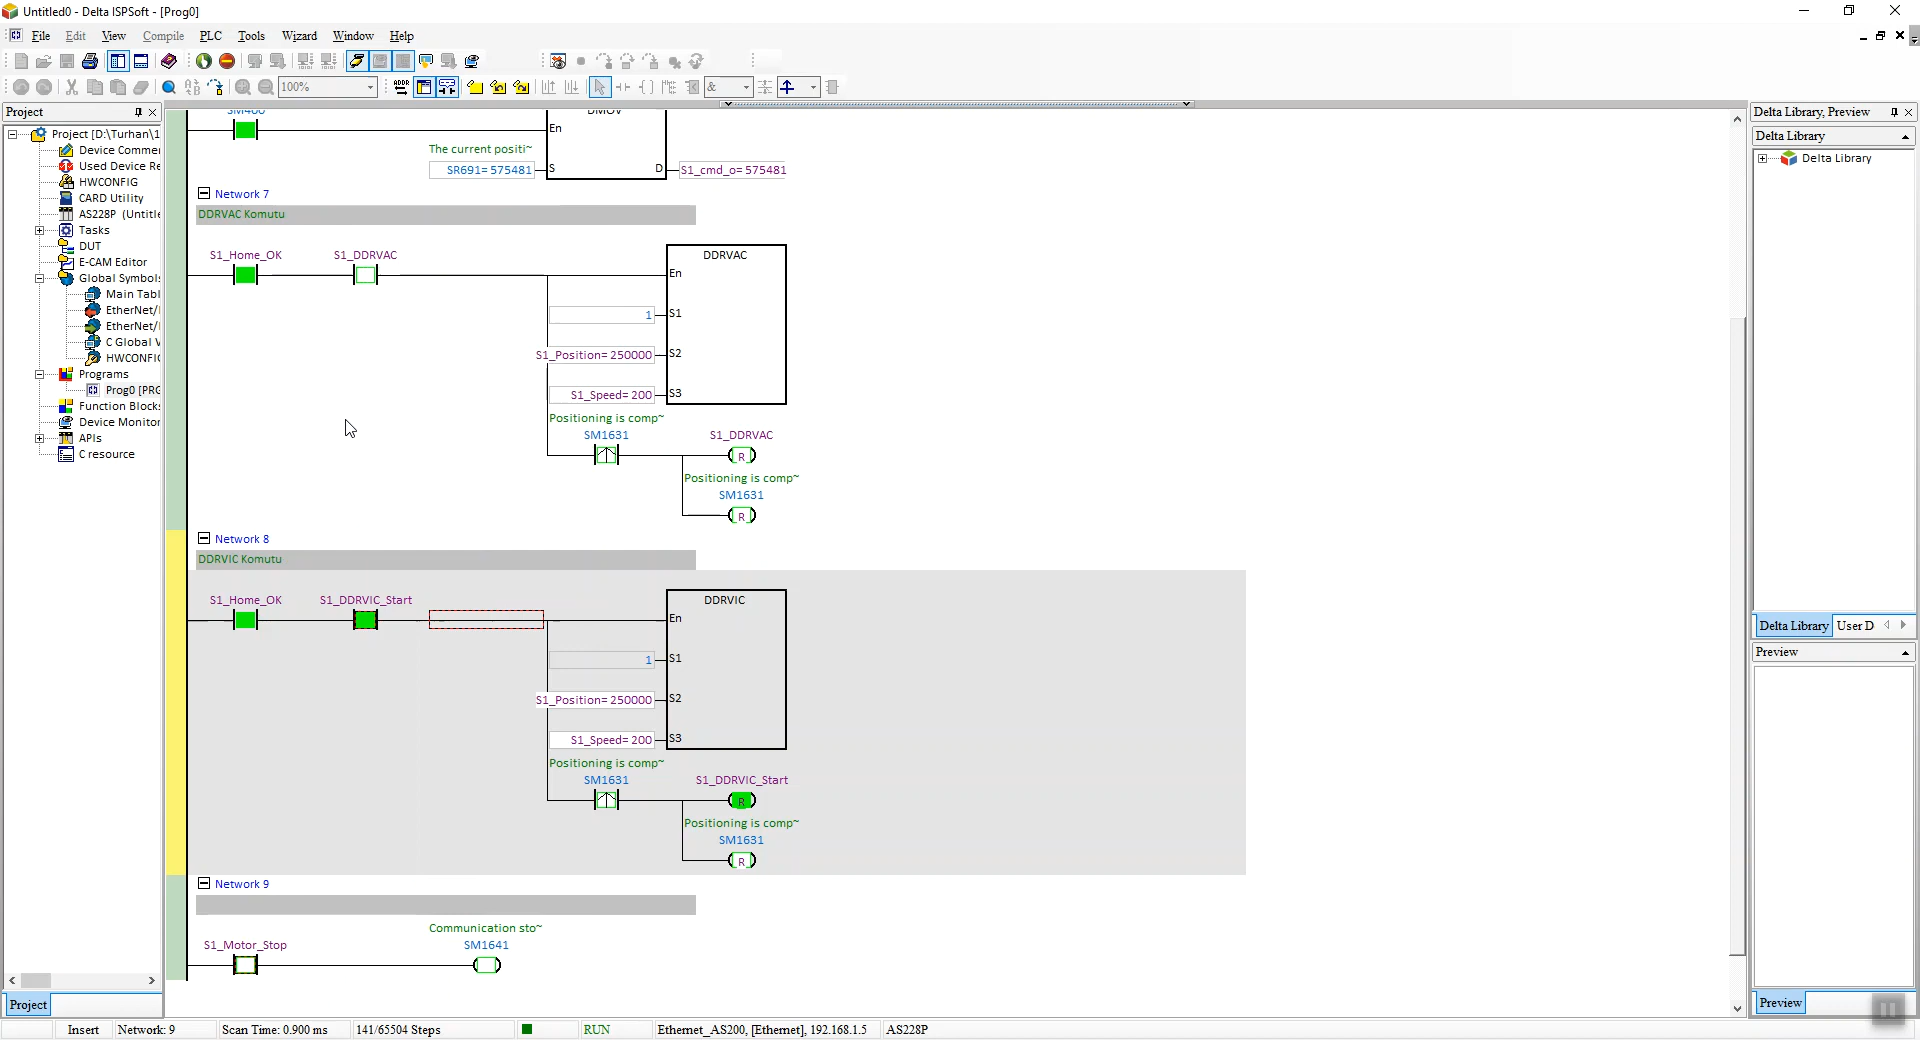 Untitled0 - Delta ISPSoft - [Prog0]
File Edit View Compile PLC Tools Wizard Window Help
100%
&
Project
Project [D:\Turhan\1
Device Comme
Used Device Re
HWCONFIG
CARD Utility
AS228P (Untitle
Tasks
DUT
E-CAM Editor
Global Symbols
Main Tabl
EtherNet/I
EtherNet/I
C Global V
HWCONFIG
Programs
Prog0 [PRG
Function Blocks
Device Monitor
APIs
C resource
Project
SM400
DMOV
En
The current positi~
SR691= 575481
S
D
S1_cmd_o= 575481
Network 7
DDRVAC Komutu
S1_Home_OK
S1_DDRVAC
DDRVAC
En
1
S1
S1_Position= 250000
S2
S1_Speed= 200
S3
Positioning is comp~
SM1631
S1_DDRVAC
R
Positioning is comp~
SM1631
R
Network 8
DDRVIC Komutu
S1_Home_OK
S1_DDRVIC_Start
DDRVIC
En
1
S1
S1_Position= 250000
S2
S1_Speed= 200
S3
Positioning is comp~
SM1631
S1_DDRVIC_Start
R
Positioning is comp~
SM1631
R
Network 9
Communication sto~
S1_Motor_Stop
SM1641
Delta Library, Preview
Delta Library
Delta Library
Delta Library User D
Preview
Preview
Insert Network: 9 Scan Time: 0.900 ms 141/65504 Steps RUN Ethernet_AS200, [Ethernet], 192.168.1.5 AS228P